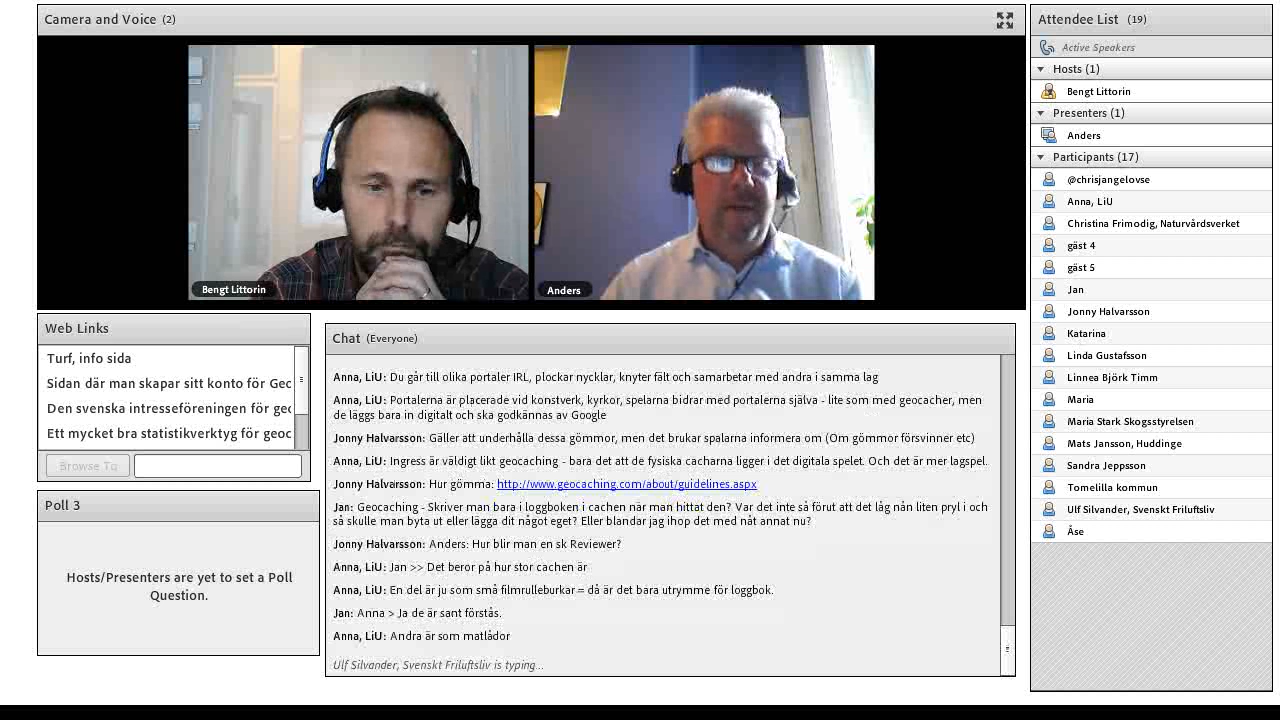 Camera and Voice (2)
Bengt Littorin
Anders
Web Links
Turf, info sida
Sidan där man skapar sitt konto för Geo
Den svenska intresseföreningen för geo
Ett mycket bra statistikverktyg för geoc
Browse To
Poll 3
Hosts/Presenters are yet to set a Poll
Question.
Chat (Everyone)
Anna, LiU: Du går till olika portaler IRL, plockar nycklar, knyter fält och samarbetar med andra i samma lag
Anna, LiU: Portalerna är placerade vid konstverk, kyrkor, spelarna bidrar med portalerna själva - lite som med geocacher, men
de läggs bara in digitalt och ska godkännas av Google
Jonny Halvarsson: Gäller att underhålla dessa gömmor, men det brukar spalarna informera om (Om gömmor försvinner etc)
Anna, LiU: Ingress är väldigt likt geocaching - bara det att de fysiska cacharna ligger i det digitala spelet. Och det är mer lagspel.
Jonny Halvarsson: Hur gömma: http://www.geocaching.com/about/guidelines.aspx
Jan: Geocaching - Skriver man bara i loggboken i cachen när man hittat den? Var det inte så förut att det låg nån liten pryl i och
så skulle man byta ut eller lägga dit något eget? Eller blandar jag ihop det med nåt annat nu?
Jonny Halvarsson: Anders: Hur blir man en sk Reviewer?
Anna, LiU: Jan >> Det beror på hur stor cachen är
Anna, LiU: En del är ju som små filmrulleburkar = då är det bara utrymme för loggbok.
Jan: Anna > Ja de är sant förstås.
Anna, LiU: Andra är som matlådor
Ulf Silvander, Svenskt Friluftsliv is typing...
Attendee List (19)
Active Speakers
Hosts (1)
Bengt Littorin
Presenters (1)
Anders
Participants (17)
@chrisjangelovse
Anna, LiU
Christina Frimodig, Naturvårdsverket
gäst 4
gäst 5
Jan
Jonny Halvarsson
Katarina
Linda Gustafsson
Linnea Björk Timm
Maria
Maria Stark Skogsstyrelsen
Mats Jansson, Huddinge
Sandra Jeppsson
Tomelilla kommun
Ulf Silvander, Svenskt Friluftsliv
Åse